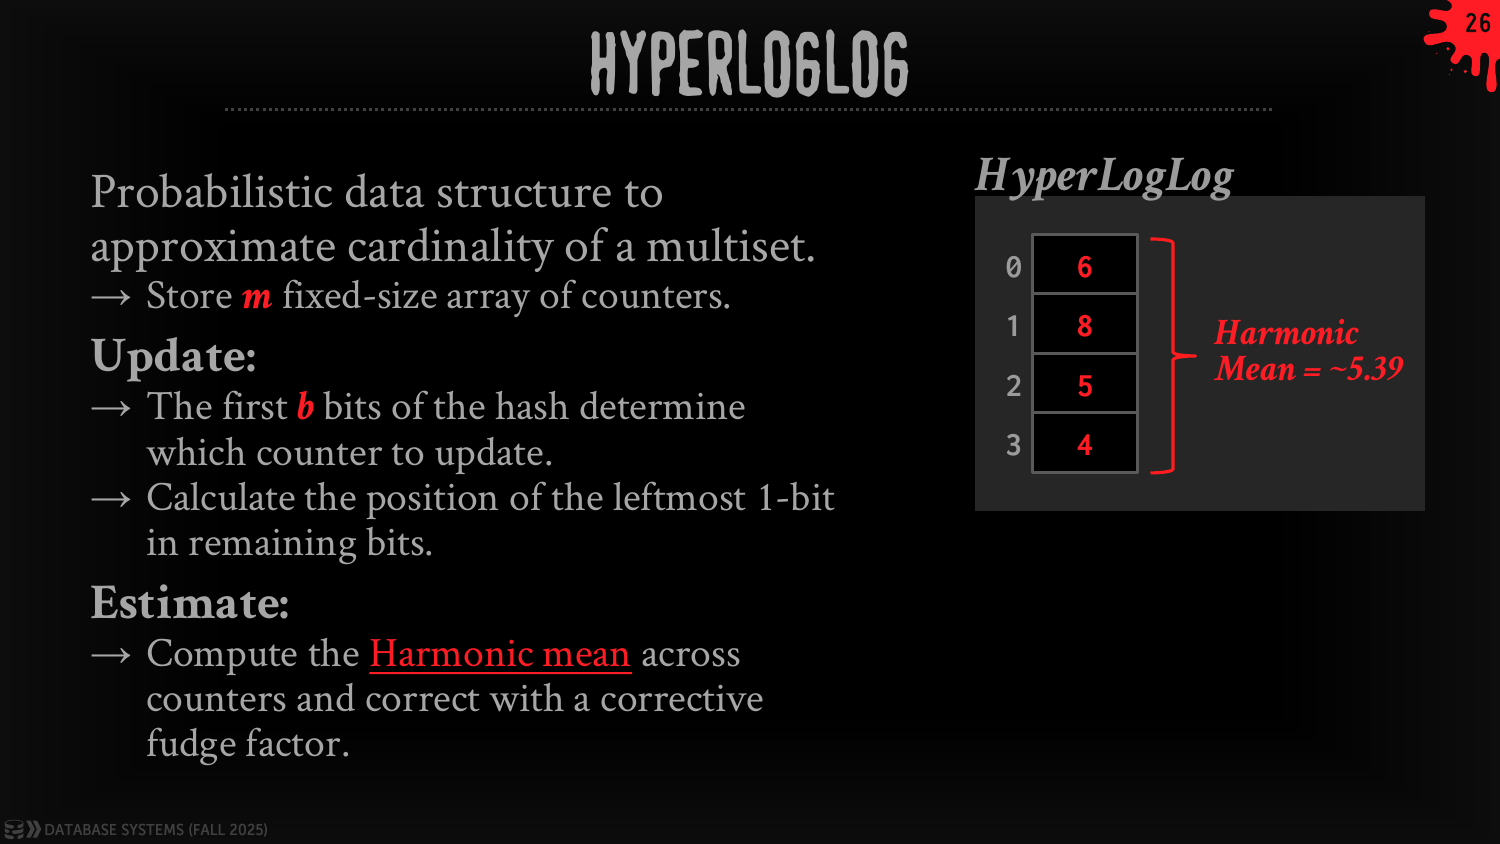 26
HYPERLOGLOG
Probabilistic data structure to
approximate cardinality of a multiset.
→ Store m fixed-size array of counters.
Update:
→ The first b bits of the hash determine
which counter to update.
→ Calculate the position of the leftmost 1-bit
in remaining bits.
Estimate:
→ Compute the Harmonic mean across
counters and correct with a corrective
fudge factor.
HyperLogLog
0 6
1 8
2 5
3 4
Harmonic
Mean = ~5.39
DATABASE SYSTEMS (FALL 2025)